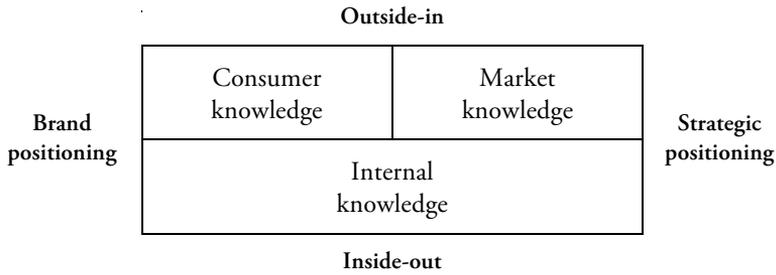 Outside-in
Consumer
knowledge
Market
knowledge
Brand
positioning
Strategic
positioning
Internal
knowledge
Inside-out